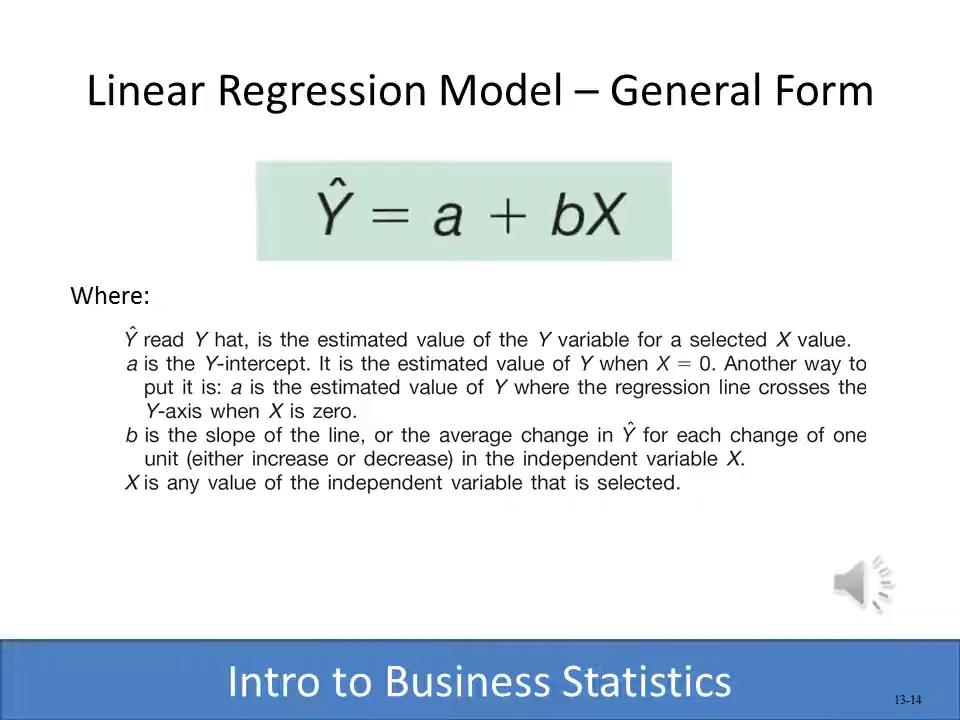 Linear Regression Model – General Form
Ŷ = a + bX
Where:
Ŷ read Y hat, is the estimated value of the Y variable for a selected X value.
a is the Y-intercept. It is the estimated value of Y when X = 0. Another way to
put it is: a is the estimated value of Y where the regression line crosses the
Y-axis when X is zero.
b is the slope of the line, or the average change in Ŷ for each change of one
unit (either increase or decrease) in the independent variable X.
X is any value of the independent variable that is selected.
Intro to Business Statistics
13-14